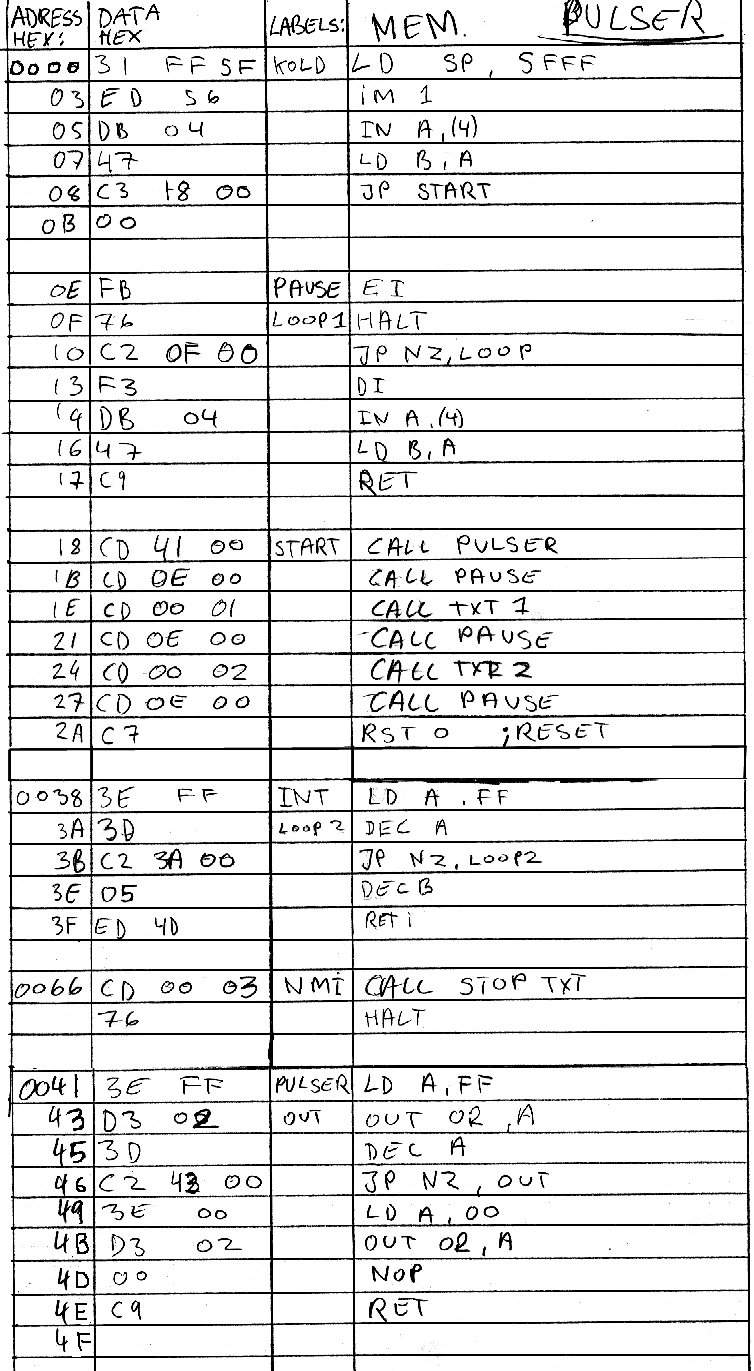 ADRESS HEX: DATA HEX LABELS: MEM. PULSER
0000 31 FF 5F KOLD LD SP, 5FFF
03 ED 56 iM 1
05 DB 04 IN A,(4)
07 47 LD B,A
08 C3 18 00 JP START
0B 00
0E FB PAUSE EI
0F 76 LOOP1 HALT
10 C2 0F 00 JP NZ,LOOP
13 F3 DI
14 DB 04 IN A,(4)
16 47 LD B,A
17 C9 RET
18 CD 41 00 START CALL PULSER
1B CD 0E 00 CALL PAUSE
1E CD 00 01 CALL TXT 1
21 CD 0E 00 CALL PAUSE
24 CD 00 02 CALL 2
27 CD 0E 00 CALL PAUSE
2A C7 RST 0 ;RESET
0038 3E FF INT LD A,FF
3A 3D LOOP2 DEC A
3B C2 3A 00 JP NZ,LOOP2
3E 05 DEC B
3F ED 4D RETi
0066 CD 00 03 NMi CALL STOP TXT
76 HALT
0041 3E FF PULSER LD A,FF
43 D3 02 OUT OUT 02,A
45 3D DEC A
46 C2 43 00 JP NZ,OUT
49 3E 00 LD A,00
4B D3 02 OUT 02,A
4D 00 NOP
4E C9 RET
4F